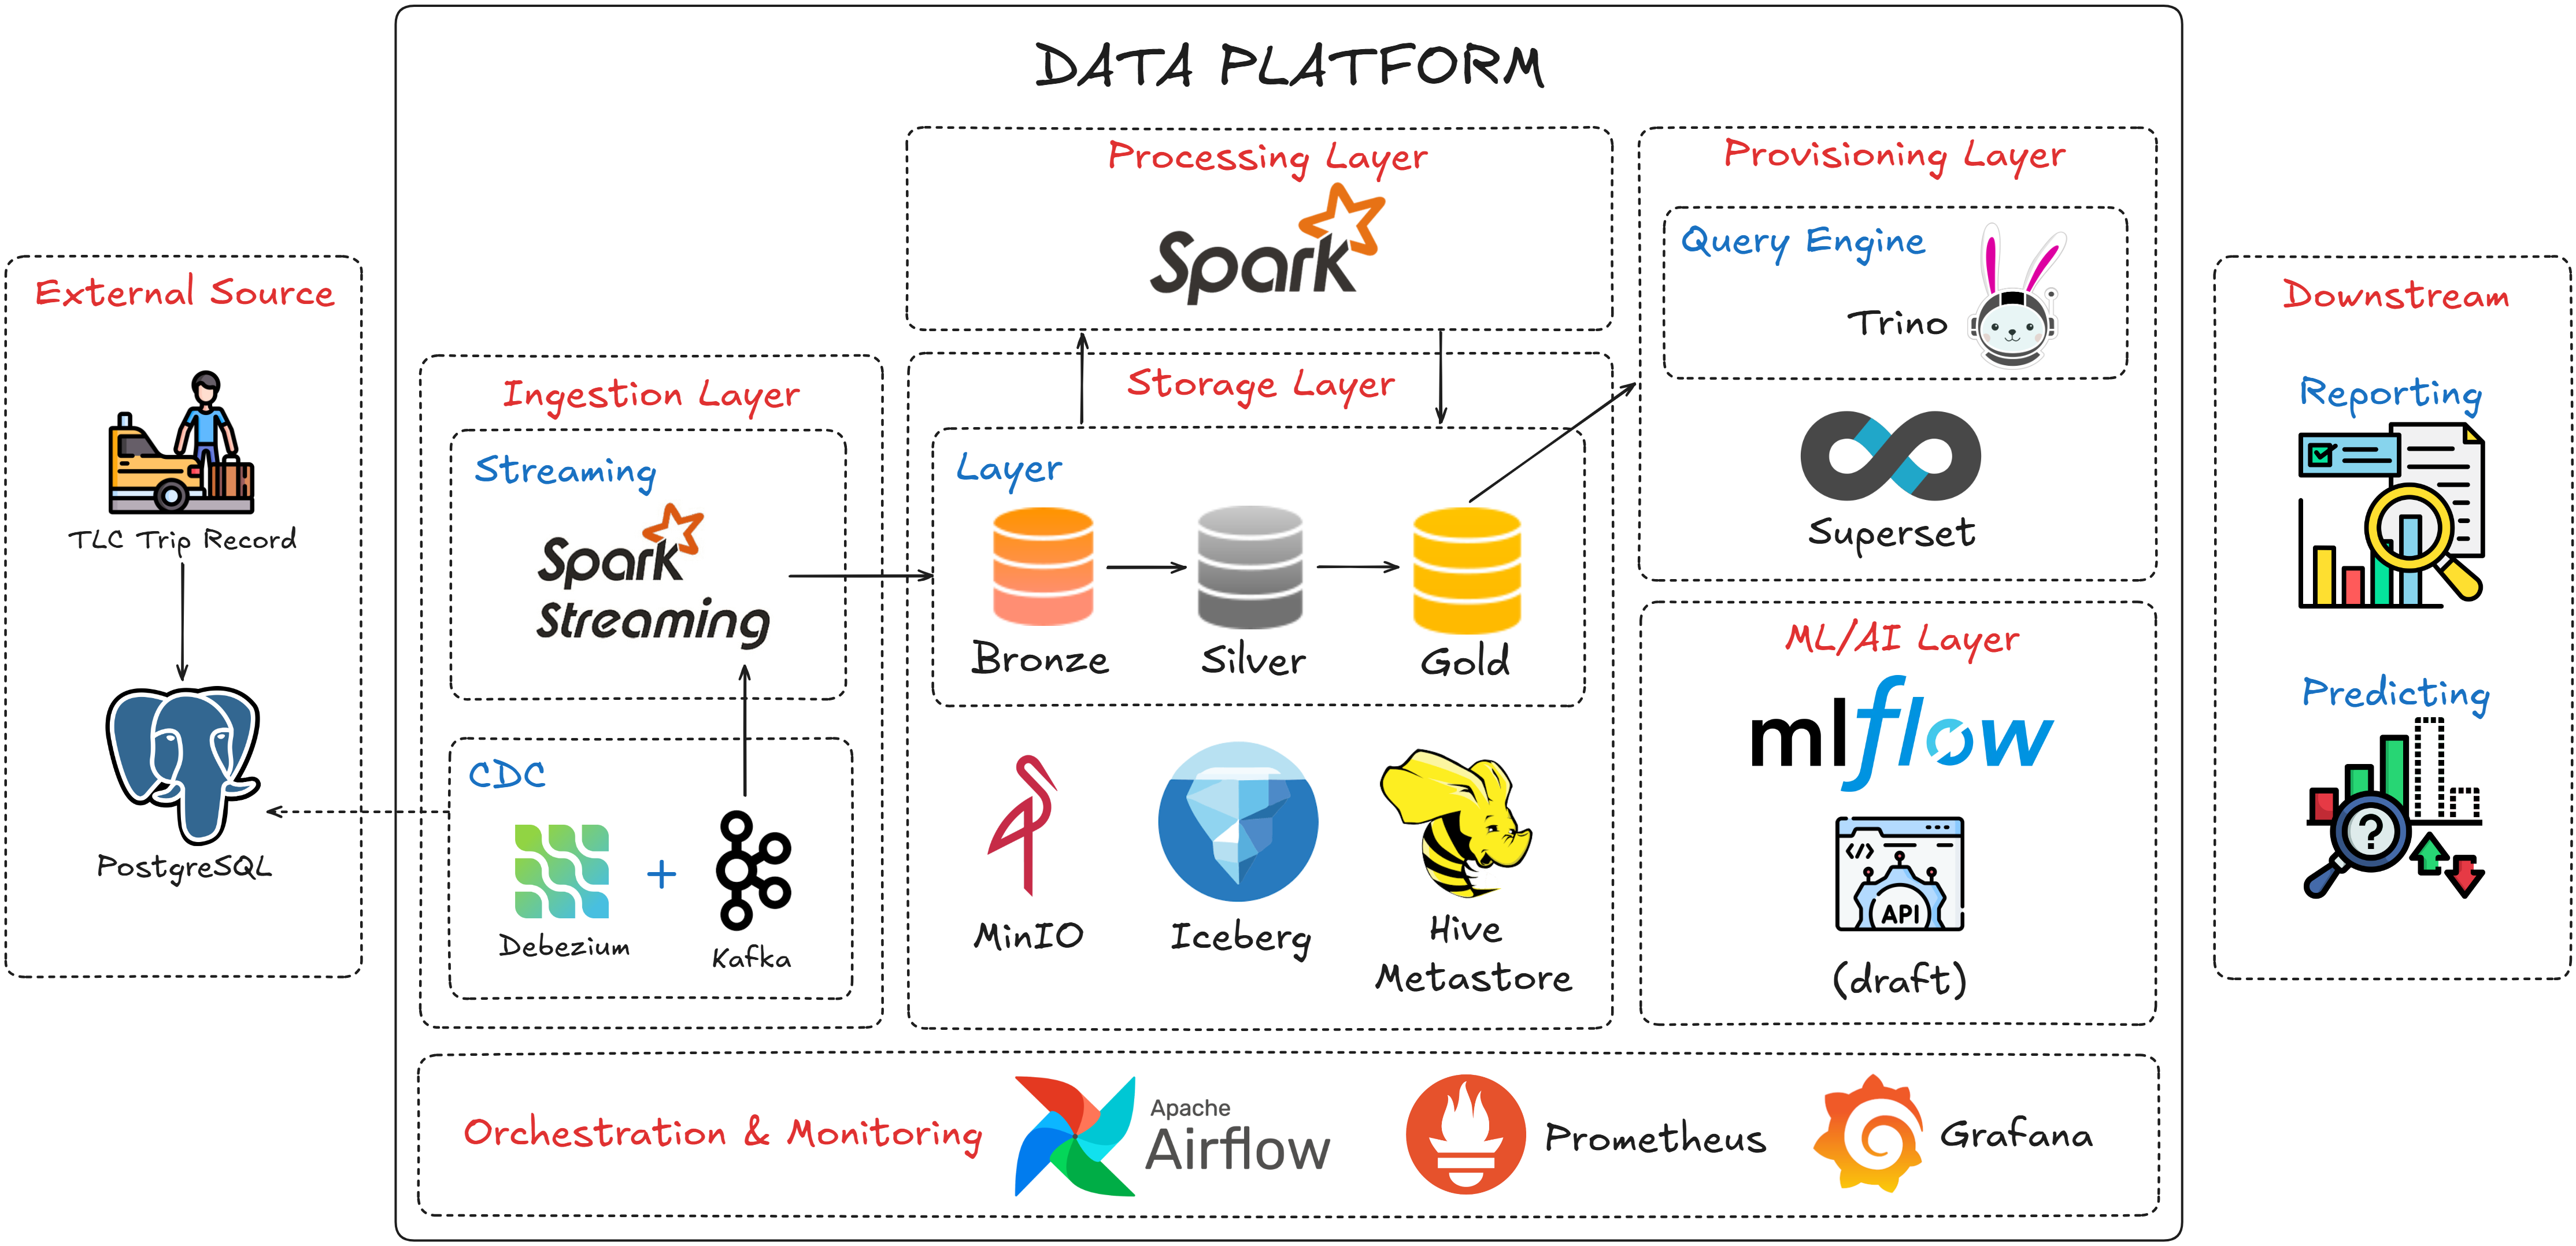 DATA PLATFORM
External Source
TLC Trip Record
PostgreSQL
Ingestion Layer
Streaming
Spark
Streaming
CDC
Debezium
+
Kafka
Processing Layer
Spark
Storage Layer
Layer
Bronze
Silver
Gold
MinIO
Iceberg
Hive
Metastore
Provisioning Layer
Query Engine
Trino
Superset
ML/AI Layer
mlflow
</>
API
(draft)
Orchestration & Monitoring
Apache
Airflow
Prometheus
Grafana
Downstream
Reporting
Predicting
?